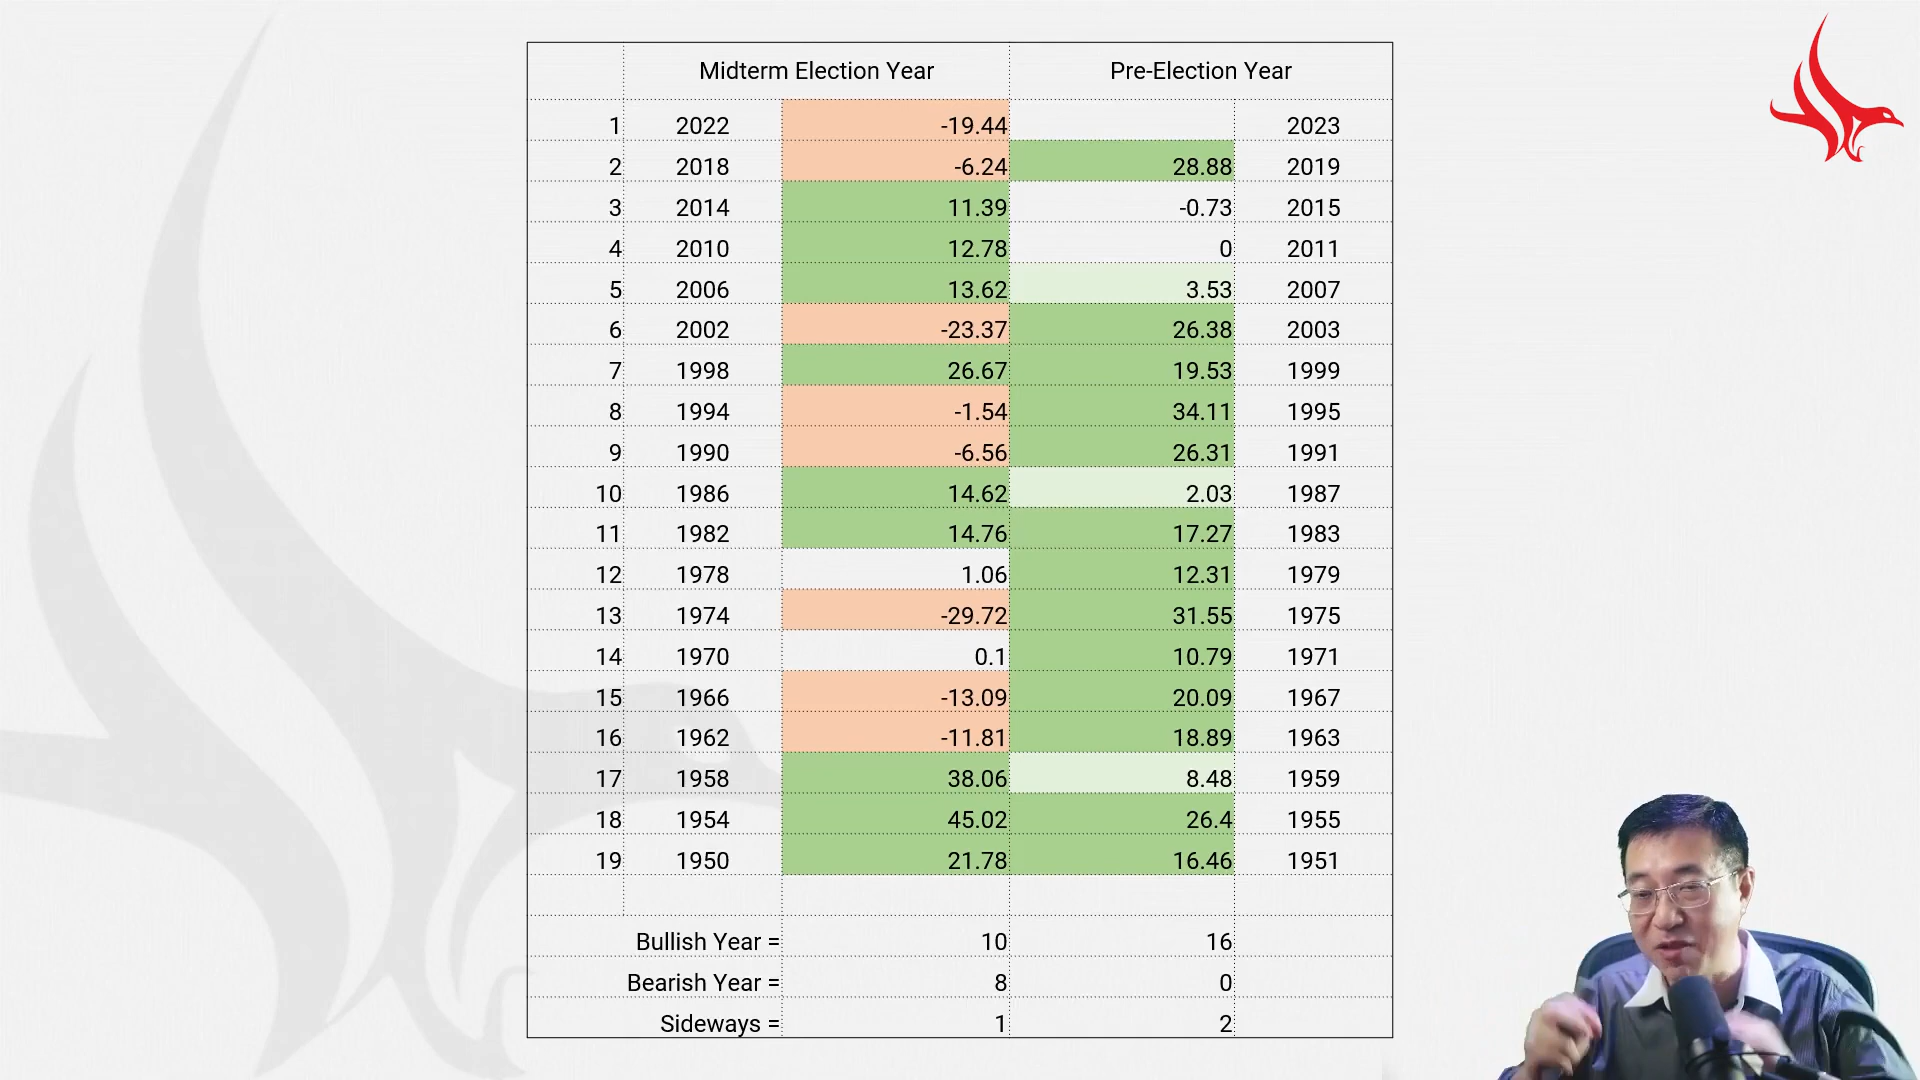 Midterm Election Year Pre-Election Year
1 2022 -19.44 2023
2 2018 -6.24 28.88 2019
3 2014 11.39 -0.73 2015
4 2010 12.78 0 2011
5 2006 13.62 3.53 2007
6 2002 -23.37 26.38 2003
7 1998 26.67 19.53 1999
8 1994 -1.54 34.11 1995
9 1990 -6.56 26.31 1991
10 1986 14.62 2.03 1987
11 1982 14.76 17.27 1983
12 1978 1.06 12.31 1979
13 1974 -29.72 31.55 1975
14 1970 0.1 10.79 1971
15 1966 -13.09 20.09 1967
16 1962 -11.81 18.89 1963
17 1958 38.06 8.48 1959
18 1954 45.02 26.4 1955
19 1950 21.78 16.46 1951
Bullish Year = 10 16
Bearish Year = 8 0
Sideways = 1 2